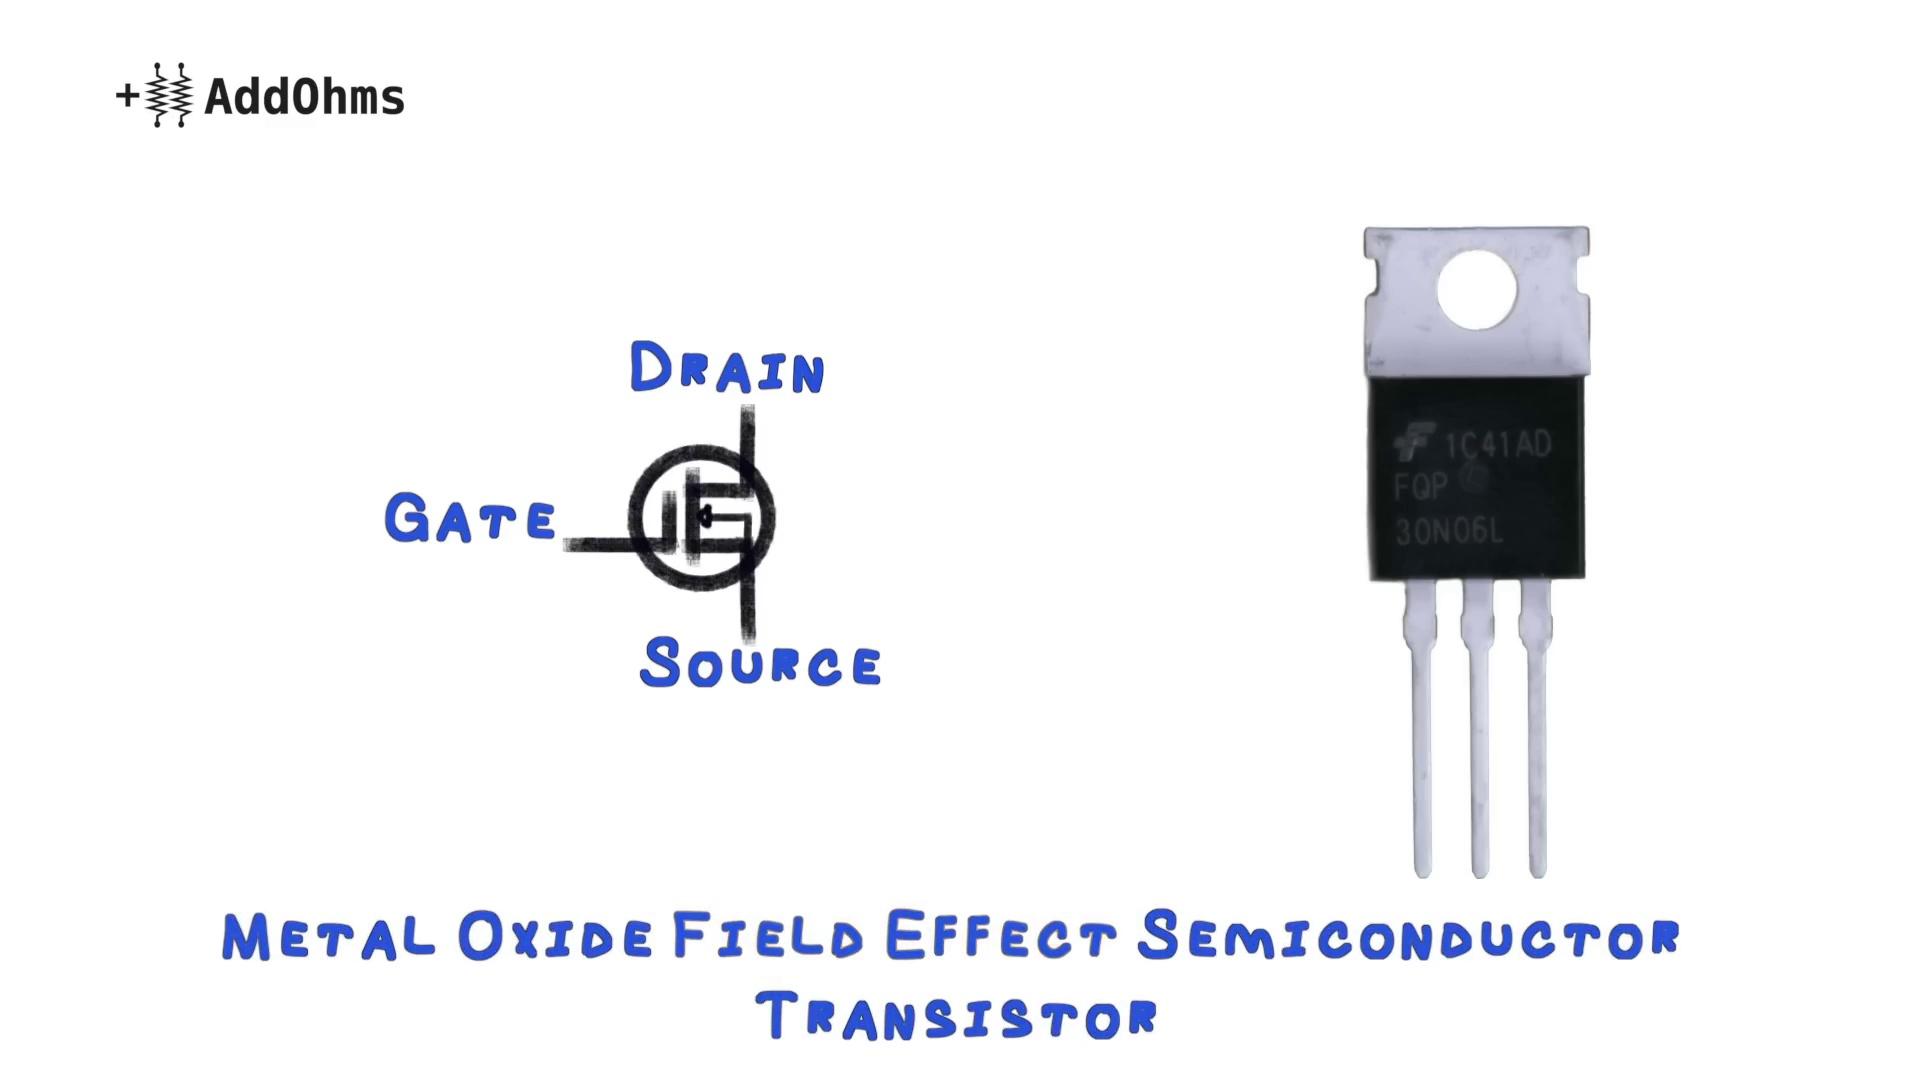 + AddOhms
DRAIN
GATE
SOURCE
1C41AD
FQP
30N06L
METAL OXIDE FIELD EFFECT SEMICONDUCTOR
TRANSISTOR